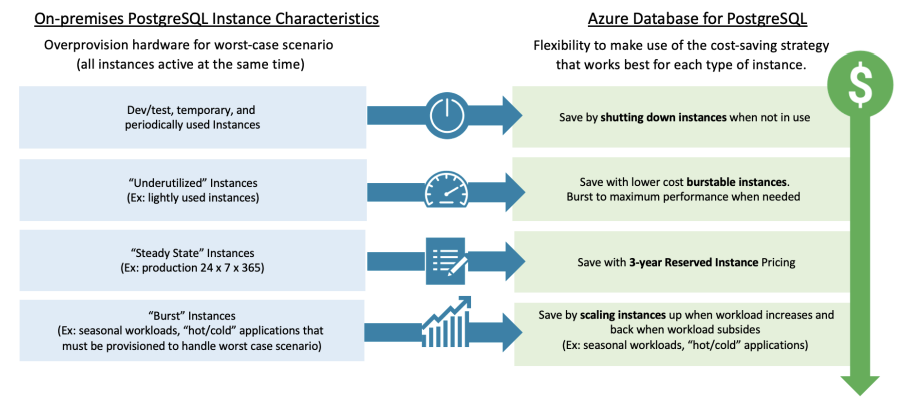 On-premises PostgreSQL Instance Characteristics
Overprovision hardware for worst-case scenario
(all instances active at the same time)
Azure Database for PostgreSQL
Flexibility to make use of the cost-saving strategy
that works best for each type of instance.
$
Dev/test, temporary, and
periodically used Instances
Save by shutting down instances when not in use
“Underutilized” Instances
(Ex: lightly used instances)
Save with lower cost burstable instances.
Burst to maximum performance when needed
“Steady State” Instances
(Ex: production 24 x 7 x 365)
Save with 3-year Reserved Instance Pricing
“Burst” Instances
(Ex: seasonal workloads, “hot/cold” applications that
must be provisioned to handle worst case scenario)
Save by scaling instances up when workload increases and
back when workload subsides
(Ex: seasonal workloads, “hot/cold” applications)